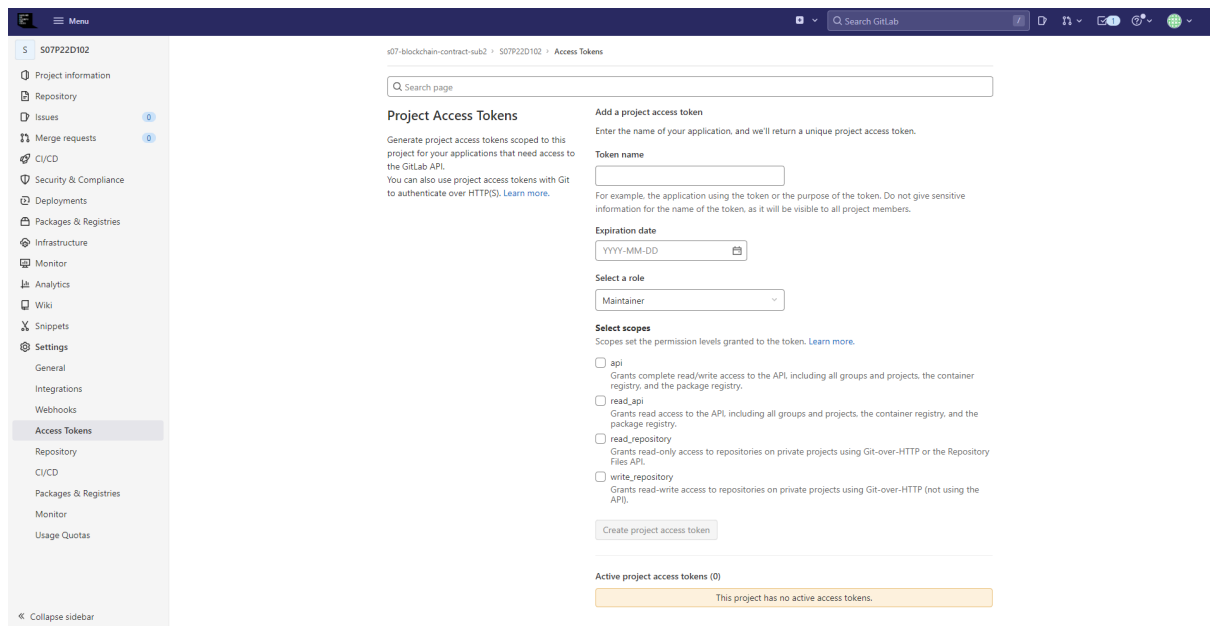 Menu
Search GitLab
/
1
S S07P22D102
Project information
Repository
Issues 0
Merge requests 0
CI/CD
Security & Compliance
Deployments
Packages & Registries
Infrastructure
Monitor
Analytics
Wiki
Snippets
Settings
General
Integrations
Webhooks
Access Tokens
Repository
CI/CD
Packages & Registries
Monitor
Usage Quotas
Collapse sidebar
s07-blockchain-contract-sub2 › S07P22D102 › Access Tokens
Search page
Project Access Tokens
Generate project access tokens scoped to this
project for your applications that need access to
the GitLab API.
You can also use project access tokens with Git
to authenticate over HTTP(S). Learn more.
Add a project access token
Enter the name of your application, and we'll return a unique project access token.
Token name
For example, the application using the token or the purpose of the token. Do not give sensitive
information for the name of the token, as it will be visible to all project members.
Expiration date
YYYY-MM-DD
Select a role
Maintainer
Select scopes
Scopes set the permission levels granted to the token. Learn more.
api
Grants complete read/write access to the API, including all groups and projects, the container
registry, and the package registry.
read_api
Grants read access to the API, including all groups and projects, the container registry, and the
package registry.
read_repository
Grants read-only access to repositories on private projects using Git-over-HTTP or the Repository
Files API.
write_repository
Grants read-write access to repositories on private projects using Git-over-HTTP (not using the
API).
Create project access token
Active project access tokens (0)
This project has no active access tokens.